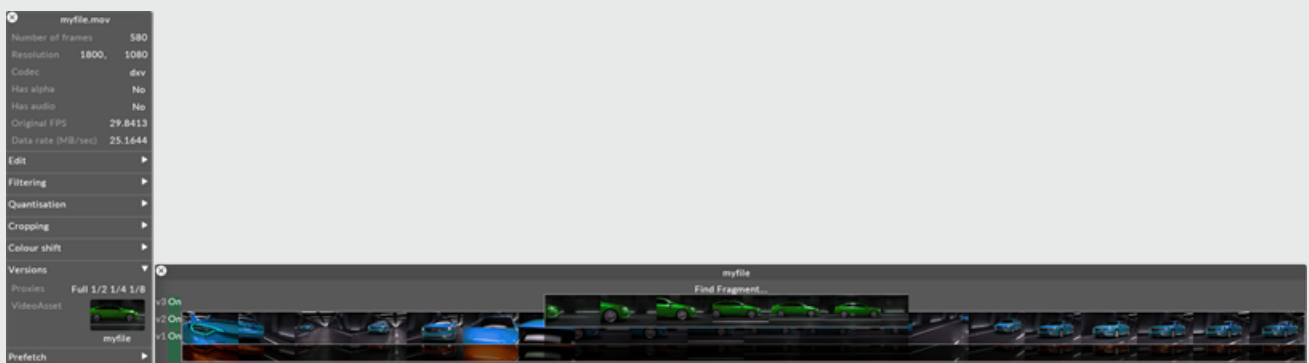 myfile.mov
Number of frames 580
Resolution 1800, 1080
Codec dxv
Has alpha No
Has audio No
Original FPS 29.8413
Data rate (MB/sec) 25.1644
Edit
Filtering
Quantisation
Cropping
Colour shift
Versions
Proxies Full 1/2 1/4 1/8
VideoAsset
myfile
Prefetch
myfile
Find Fragment...
v3 On
v2 On
v1 On